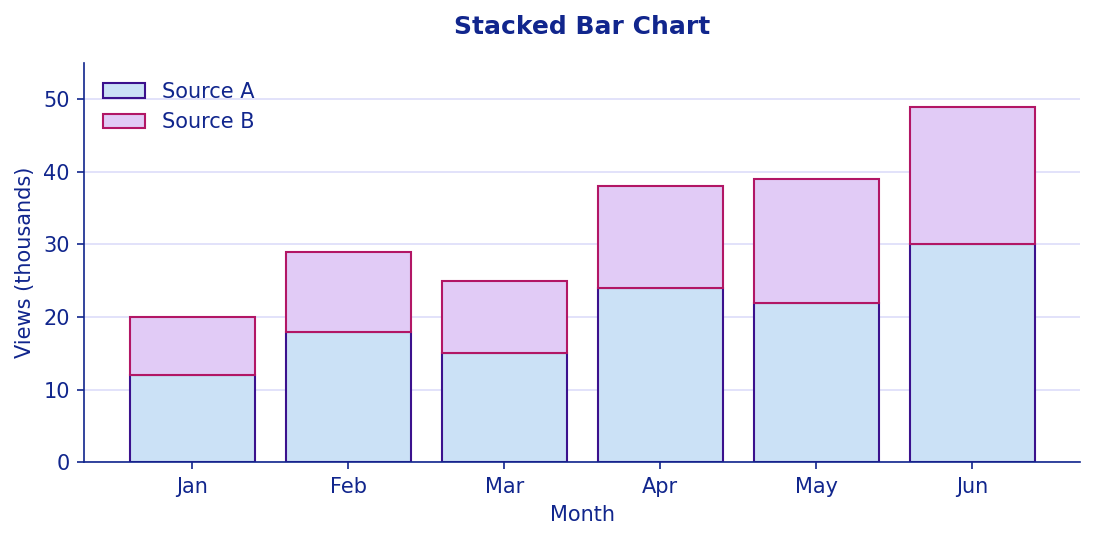 Stacked Bar Chart
Source A
Source B
Views (thousands)
50
40
30
20
10
0
Jan Feb Mar Apr May Jun
Month